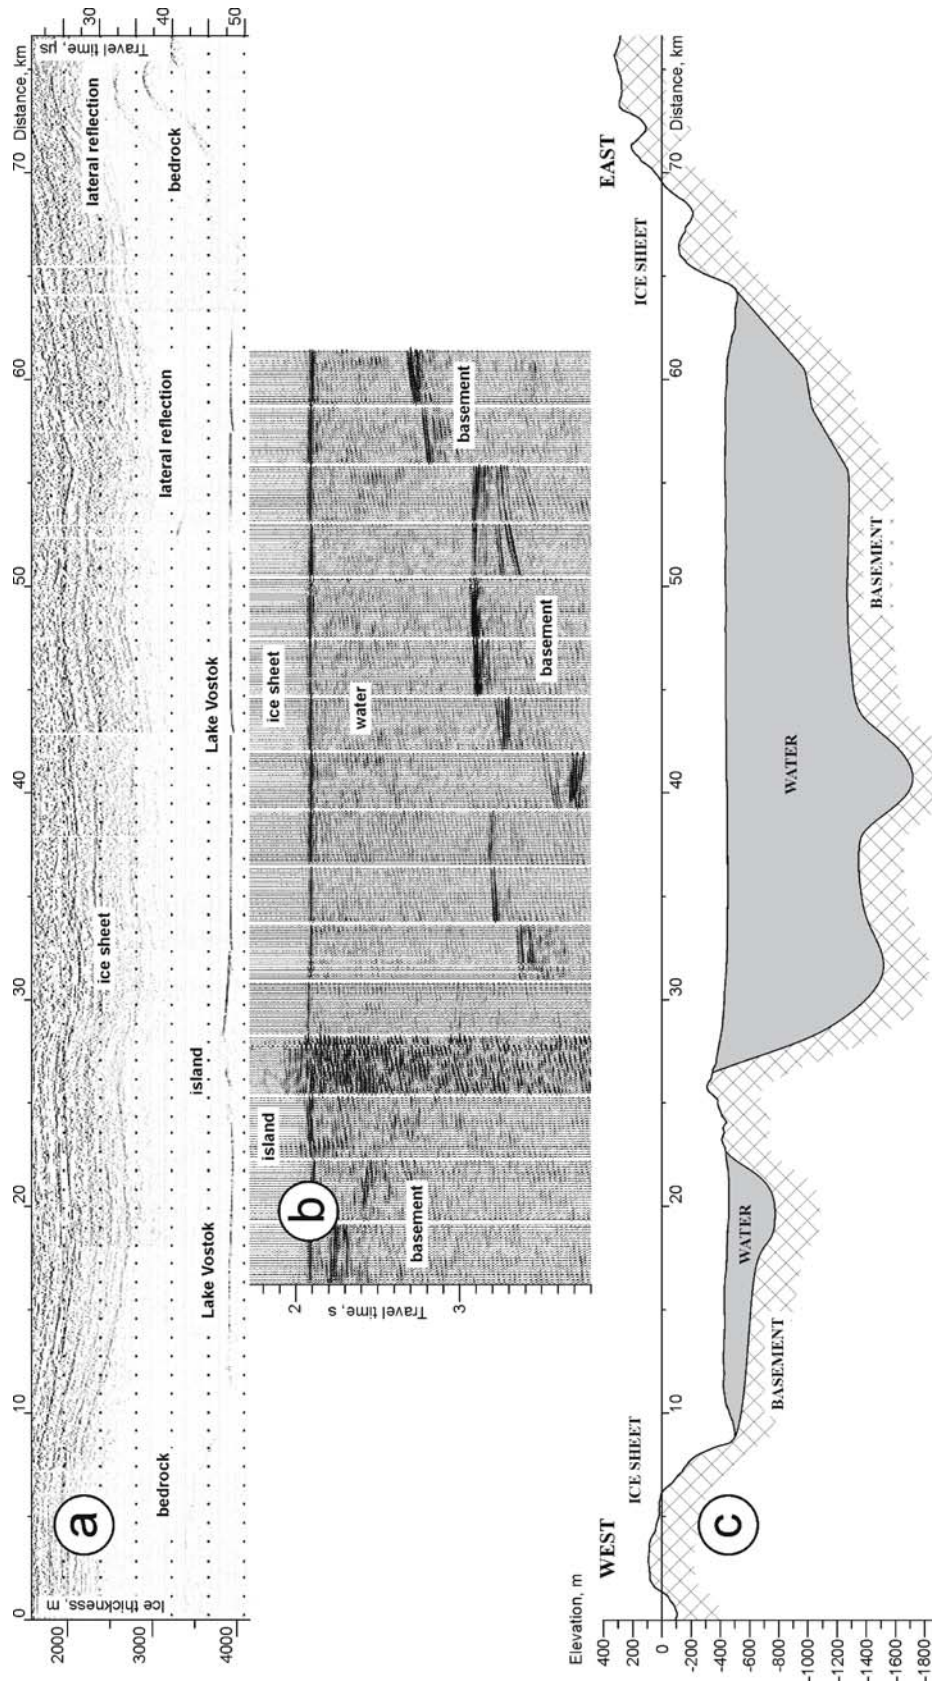 0 10 20 30 40 50 60 70 Distance, km
Ice thickness, m
2000
3000
4000
30
40
50
Travel time, µs
a
ice sheet
lateral reflection
lateral reflection
bedrock
bedrock
island
Lake Vostok
Lake Vostok
b
Travel time, s
2
3
island
ice sheet
water
basement
basement
basement
Elevation, m
400
200
0
-200
-400
-600
-800
-1000
-1200
-1400
-1600
-1800
WEST
EAST
ICE SHEET
ICE SHEET
10 20 30 40 50 60 70 Distance, km
c
WATER
WATER
BASEMENT
BASEMENT